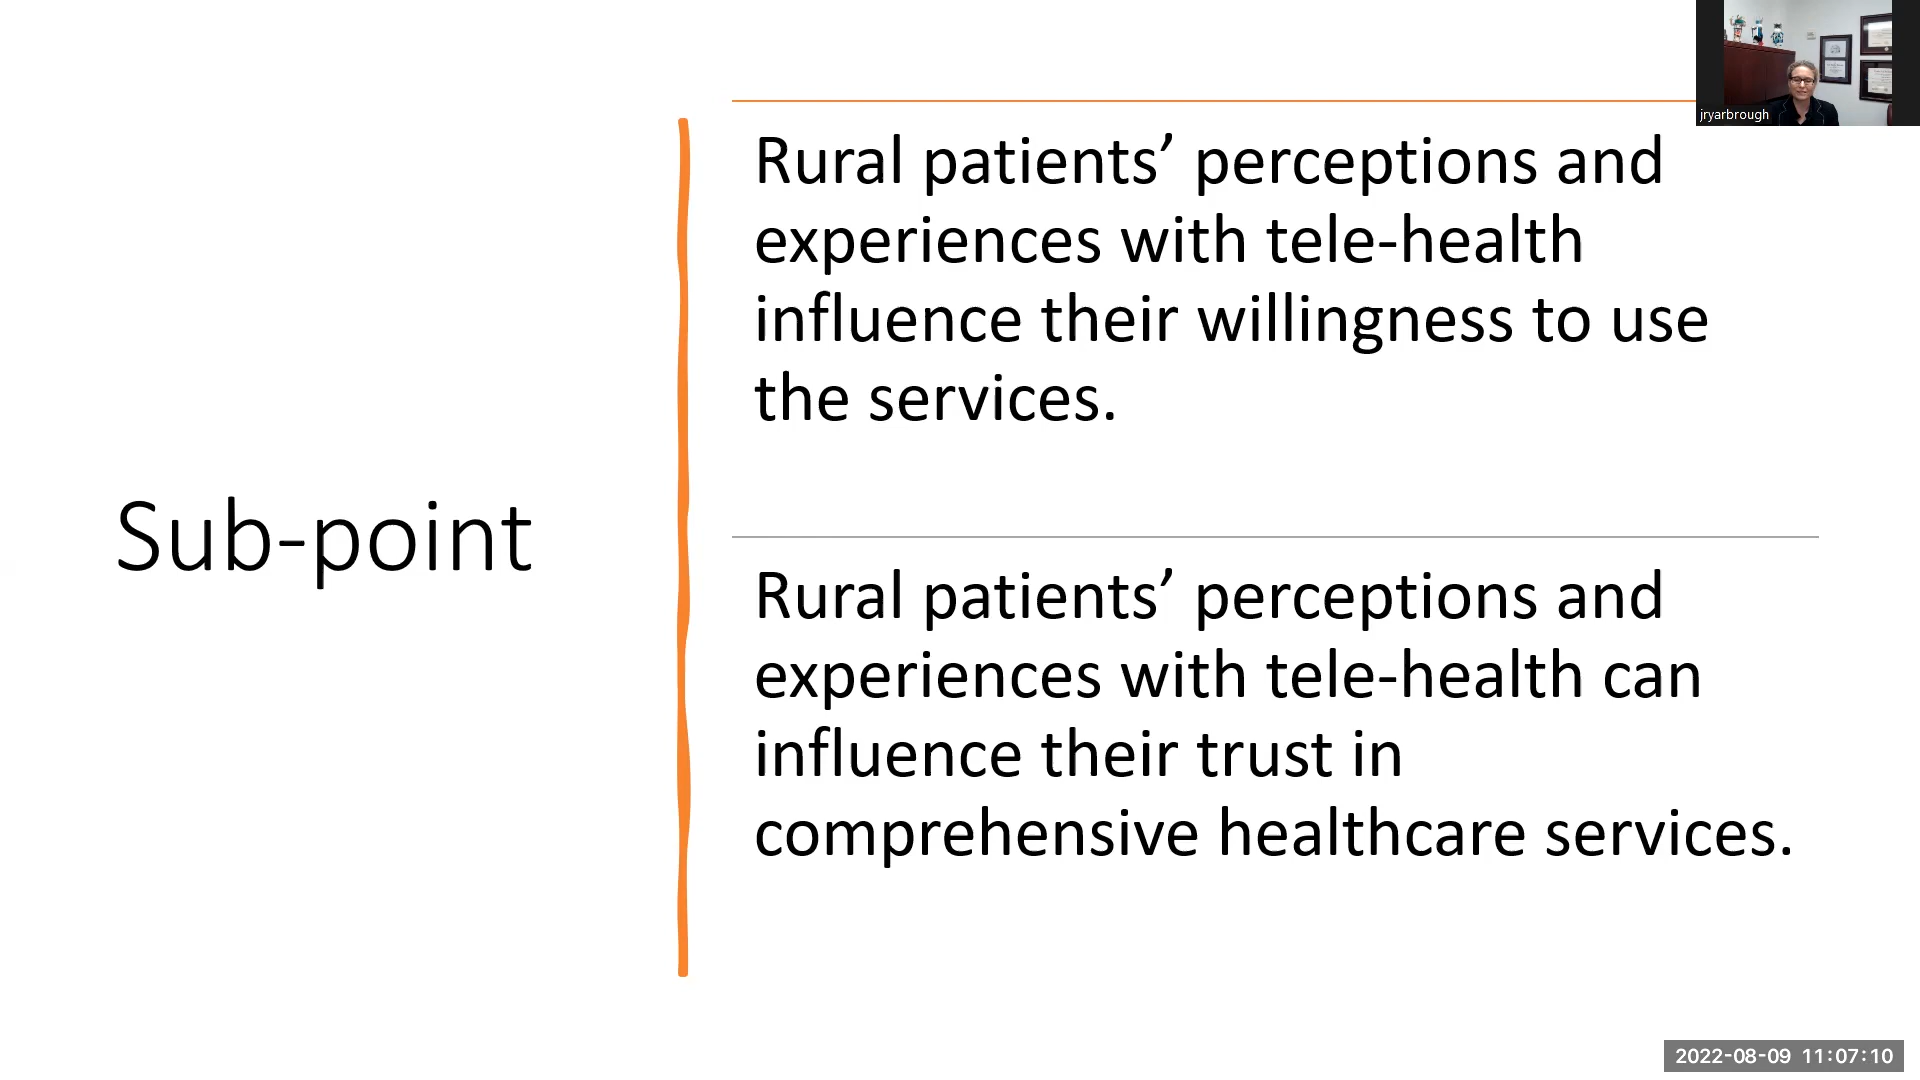 jryarbrough
Rural patients’ perceptions and
experiences with tele-health
influence their willingness to use
the services.
Sub-point
Rural patients’ perceptions and
experiences with tele-health can
influence their trust in
comprehensive healthcare services.
2022-08-09 11:07:10